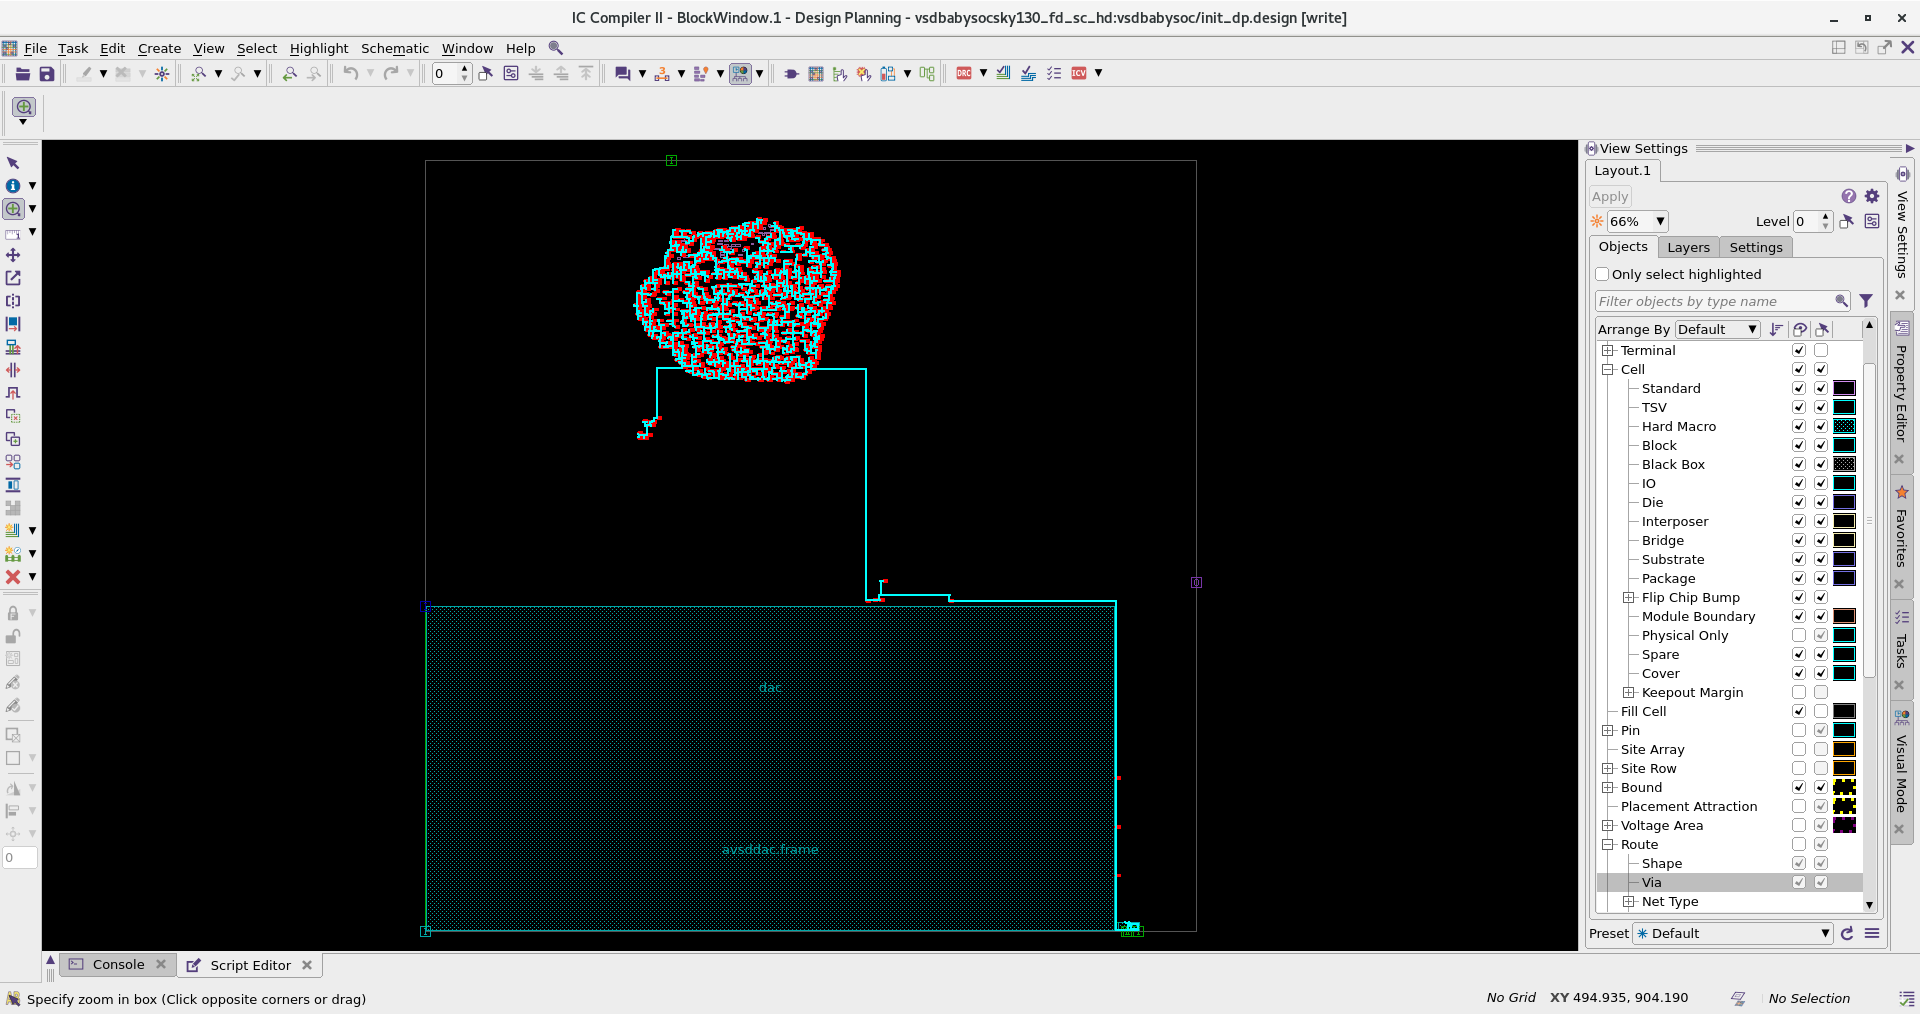 IC Compiler II - BlockWindow.1 - Design Planning - vsdbabysocsky130_fd_sc_hd:vsdbabysoc/init_dp.design [write]
File Task Edit Create View Select Highlight Schematic Window Help
0
DRC
ICV
View Settings
Layout.1
Apply
66%
Level 0
Objects Layers Settings
Only select highlighted
Filter objects by type name
Arrange By Default
Terminal
Cell
Standard
TSV
Hard Macro
Block
Black Box
IO
Die
Interposer
Bridge
Substrate
Package
Flip Chip Bump
Module Boundary
Physical Only
Spare
Cover
Keepout Margin
Fill Cell
Pin
Site Array
Site Row
Bound
Placement Attraction
Voltage Area
Route
Shape
Via
Net Type
Preset Default
View Settings
Property Editor
Favorites
Tasks
Visual Mode
dac
avsddac.frame
0
Console
Script Editor
Specify zoom in box (Click opposite corners or drag)
No Grid XY 494.935, 904.190 No Selection